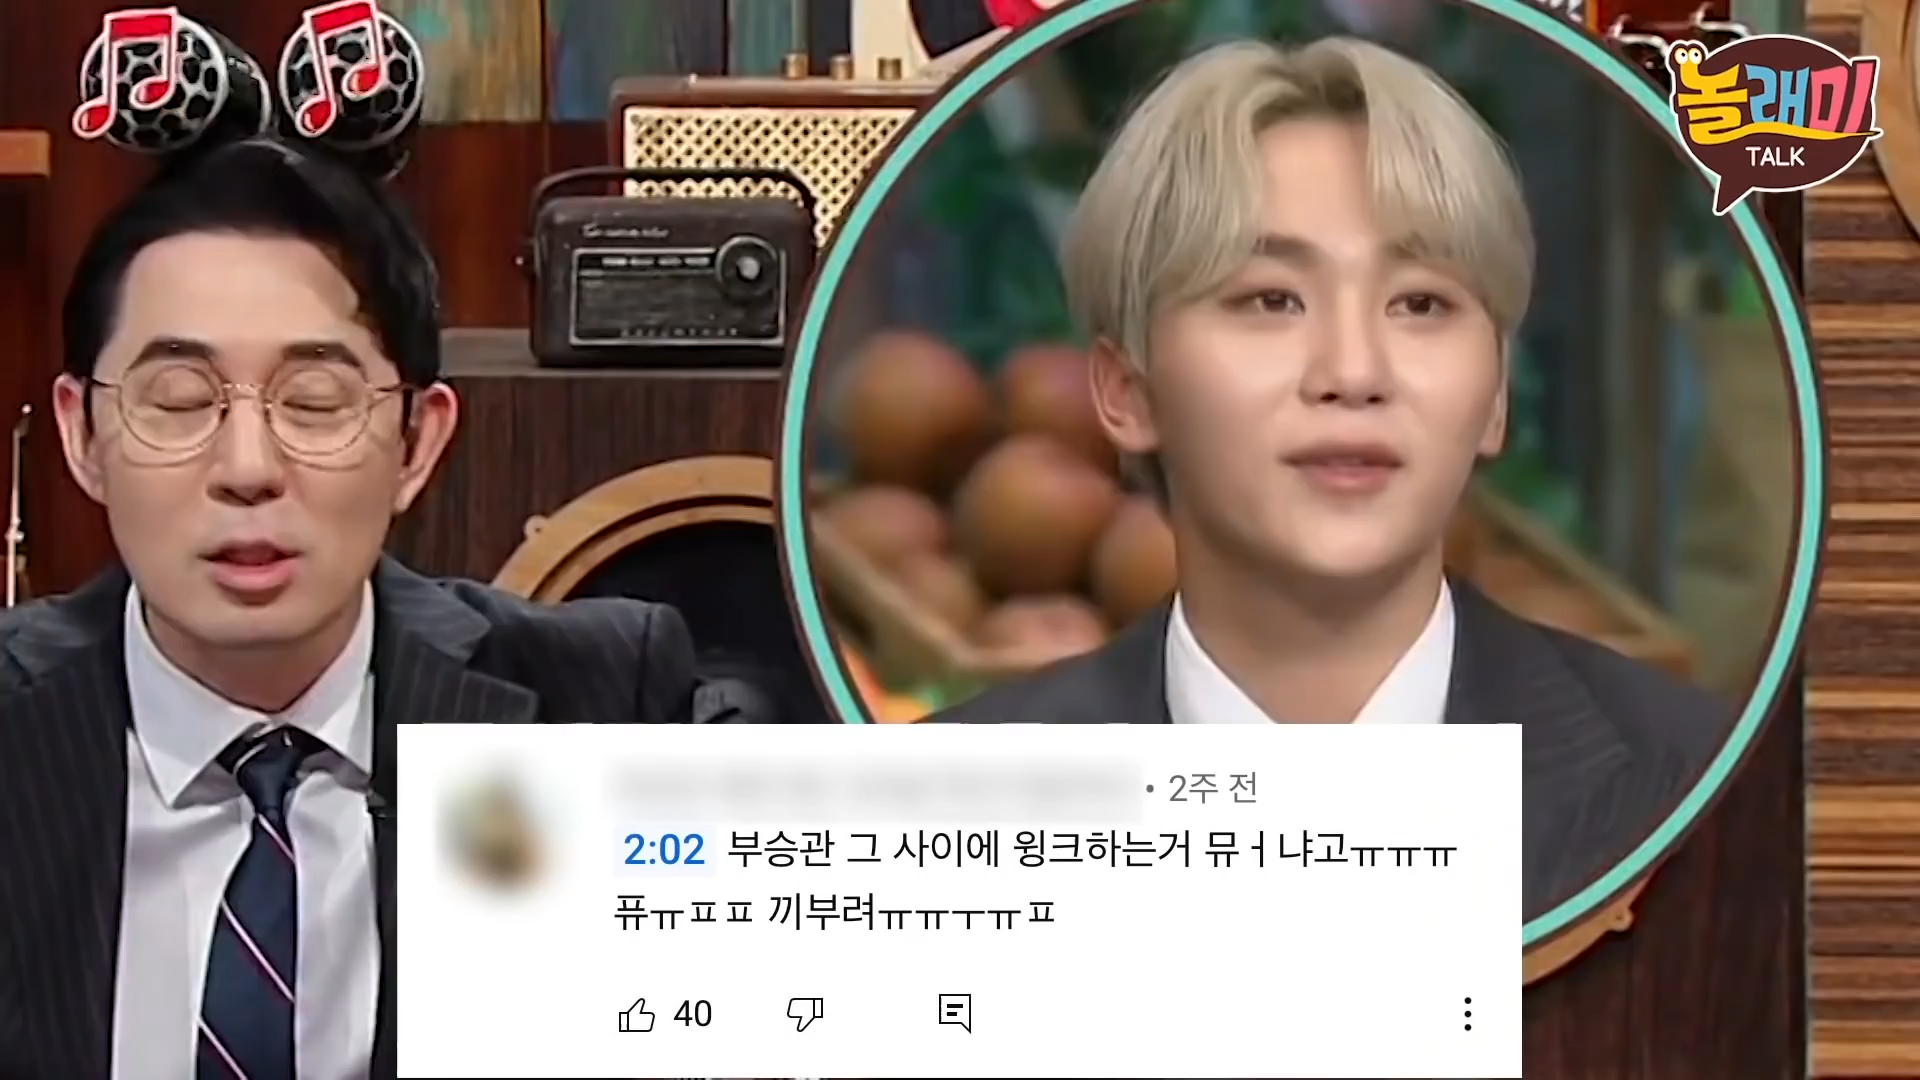 놀래미
TALK
• 2주 전
2:02 부승관 그 사이에 윙크하는거 뮤ㅓ냐고ㅠㅠㅠ
퓨ㅠㅍㅍ 끼부려ㅠㅠㅜㅠㅍ
40